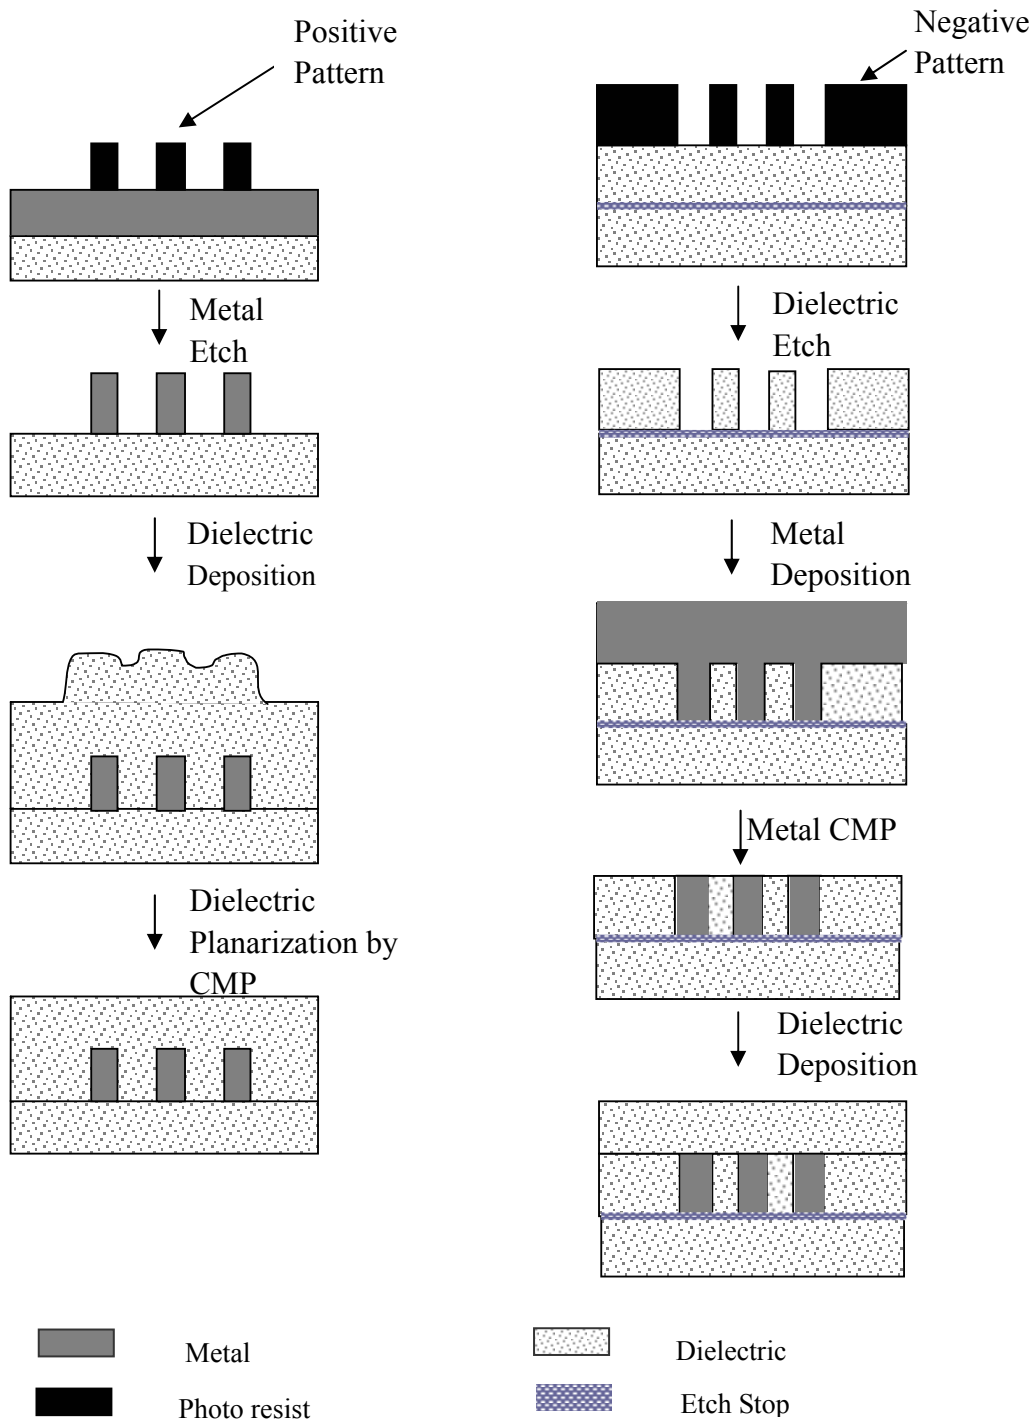 Positive
Pattern
Metal
Etch
Dielectric
Deposition
Dielectric
Planarization by
CMP
Negative
Pattern
Dielectric
Etch
Metal
Deposition
Metal CMP
Dielectric
Deposition
Metal
Photo resist
Dielectric
Etch Stop